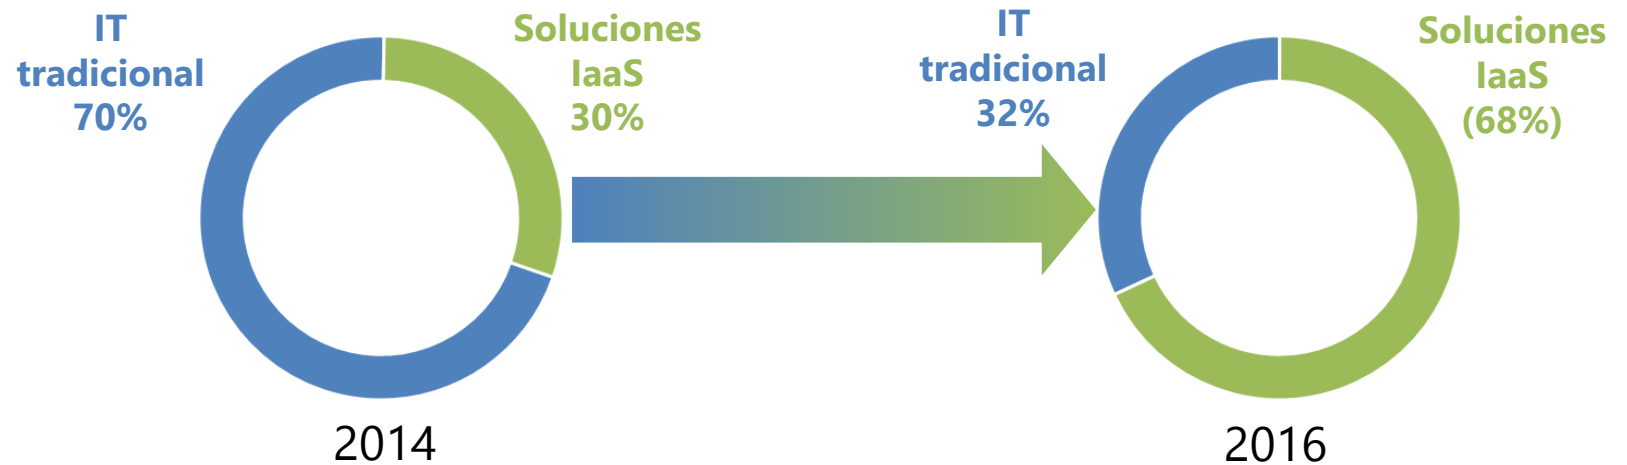 IT
tradicional
70%
Soluciones
IaaS
30%
2014
IT
tradicional
32%
Soluciones
IaaS
(68%)
2016